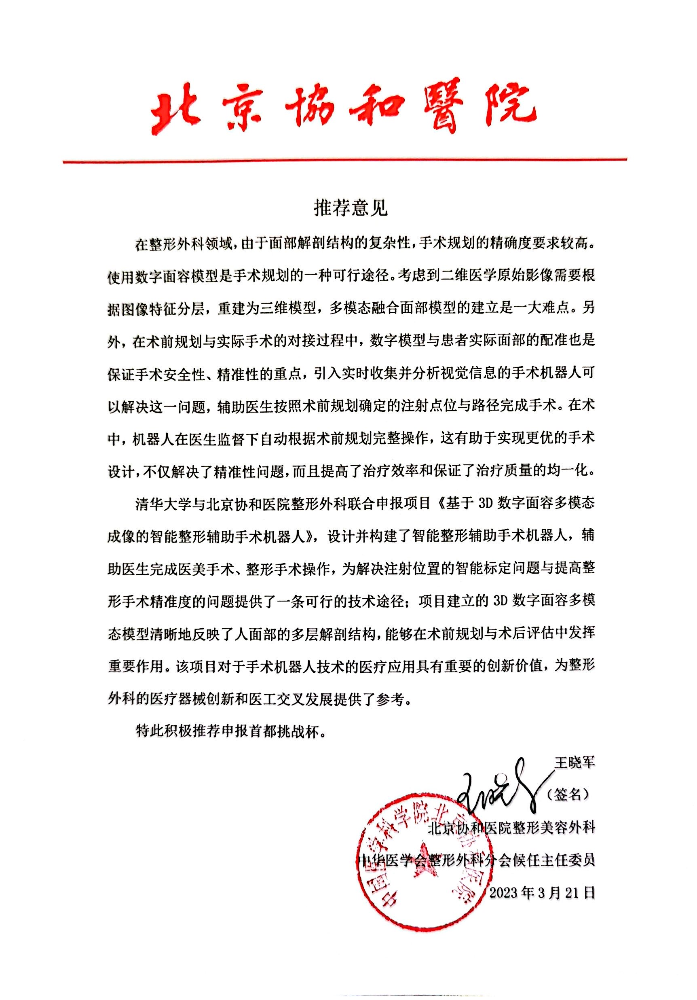 北京協和醫院
推荐意见
在整形外科领域，由于面部解剖结构的复杂性，手术规划的精确度要求较高。
使用数字面容模型是手术规划的一种可行途径。考虑到二维医学原始影像需要根
据图像特征分层，重建为三维模型，多模态融合面部模型的建立是一大难点。另
外，在术前规划与实际手术的对接过程中，数字模型与患者实际面部的配准也是
保证手术安全性、精准性的重点，引入实时收集并分析视觉信息的手术机器人可
以解决这一问题，辅助医生按照术前规划确定的注射点位与路径完成手术。在术
中，机器人在医生监督下自动根据术前规划完整操作，这有助于实现更优的手术
设计，不仅解决了精准性问题，而且提高了治疗效率和保证了治疗质量的均一化。
清华大学与北京协和医院整形外科联合申报项目《基于 3D 数字面容多模态
成像的智能整形辅助手术机器人》，设计并构建了智能整形辅助手术机器人，辅
助医生完成医美手术、整形手术操作，为解决注射位置的智能标定问题与提高整
形手术精准度的问题提供了一条可行的技术途径；项目建立的 3D 数字面容多模
态模型清晰地反映了人面部的多层解剖结构，能够在术前规划与术后评估中发挥
重要作用。该项目对于手术机器人技术的医疗应用具有重要的创新价值，为整形
外科的医疗器械创新和医工交叉发展提供了参考。
特此积极推荐申报首都挑战杯。
王晓军
王晓军
（签名）
北京协和医院整形美容外科
中华医学会整形外科分会候任主任委员
2023 年 3 月 21 日
中国医学科学院北京协和医院